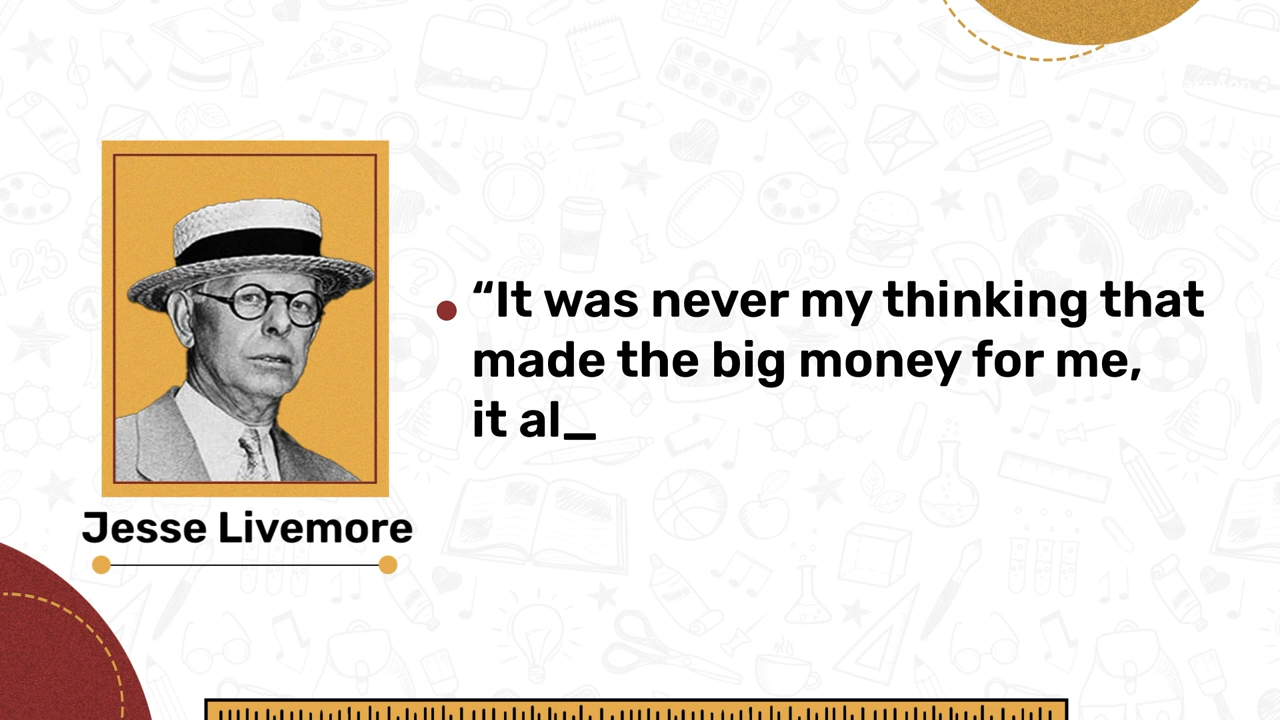 “It was never my thinking that
made the big money for me,
it al_
Jesse Livemore